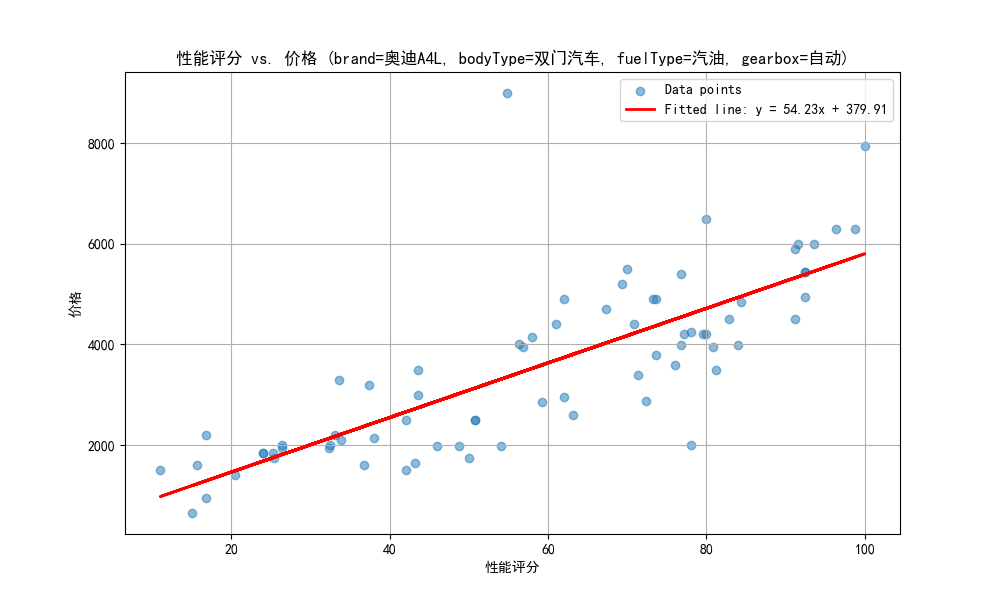 性能评分 vs. 价格 (brand=奥迪A4L, bodyType=双门汽车, fuelType=汽油, gearbox=自动)
Data points
Fitted line: y = 54.23x + 379.91
8000
6000
4000
2000
价格
20 40 60 80 100
性能评分